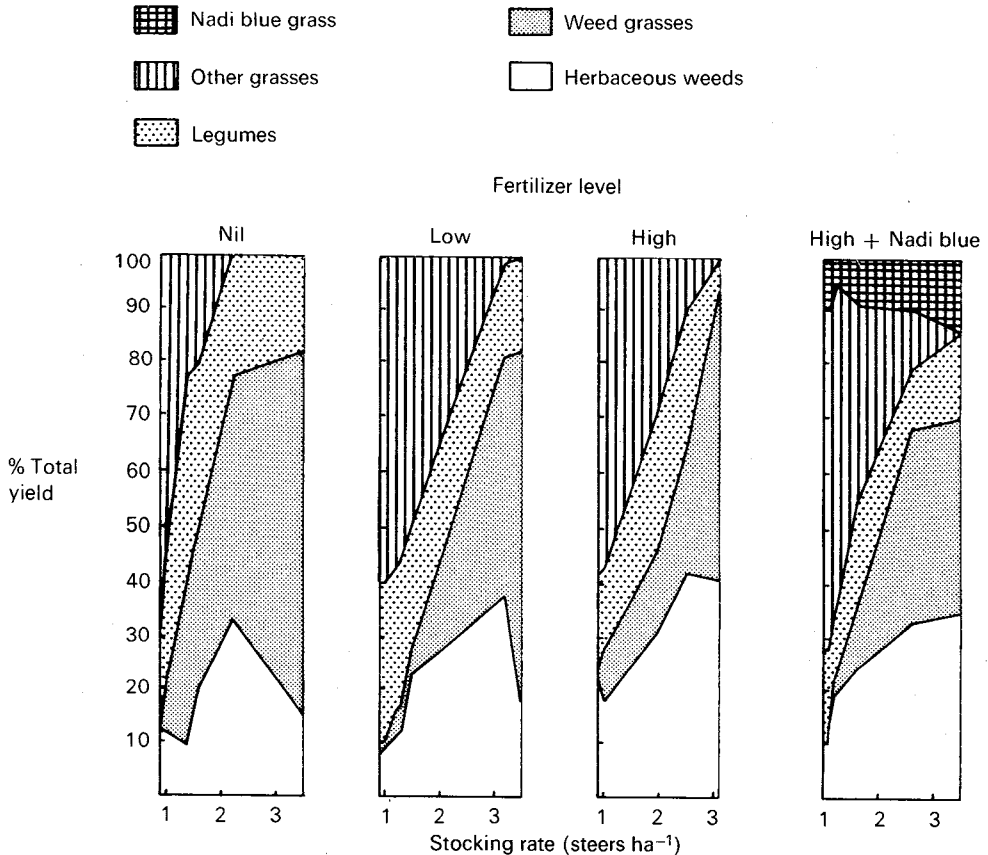 Nadi blue grass
Weed grasses
Other grasses
Herbaceous weeds
Legumes
Fertilizer level
Nil
Low
High
High + Nadi blue
100
90
80
70
60
50
40
30
20
10
% Total
yield
1 2 3
1 2 3
1 2 3
1 2 3
Stocking rate (steers ha⁻¹)